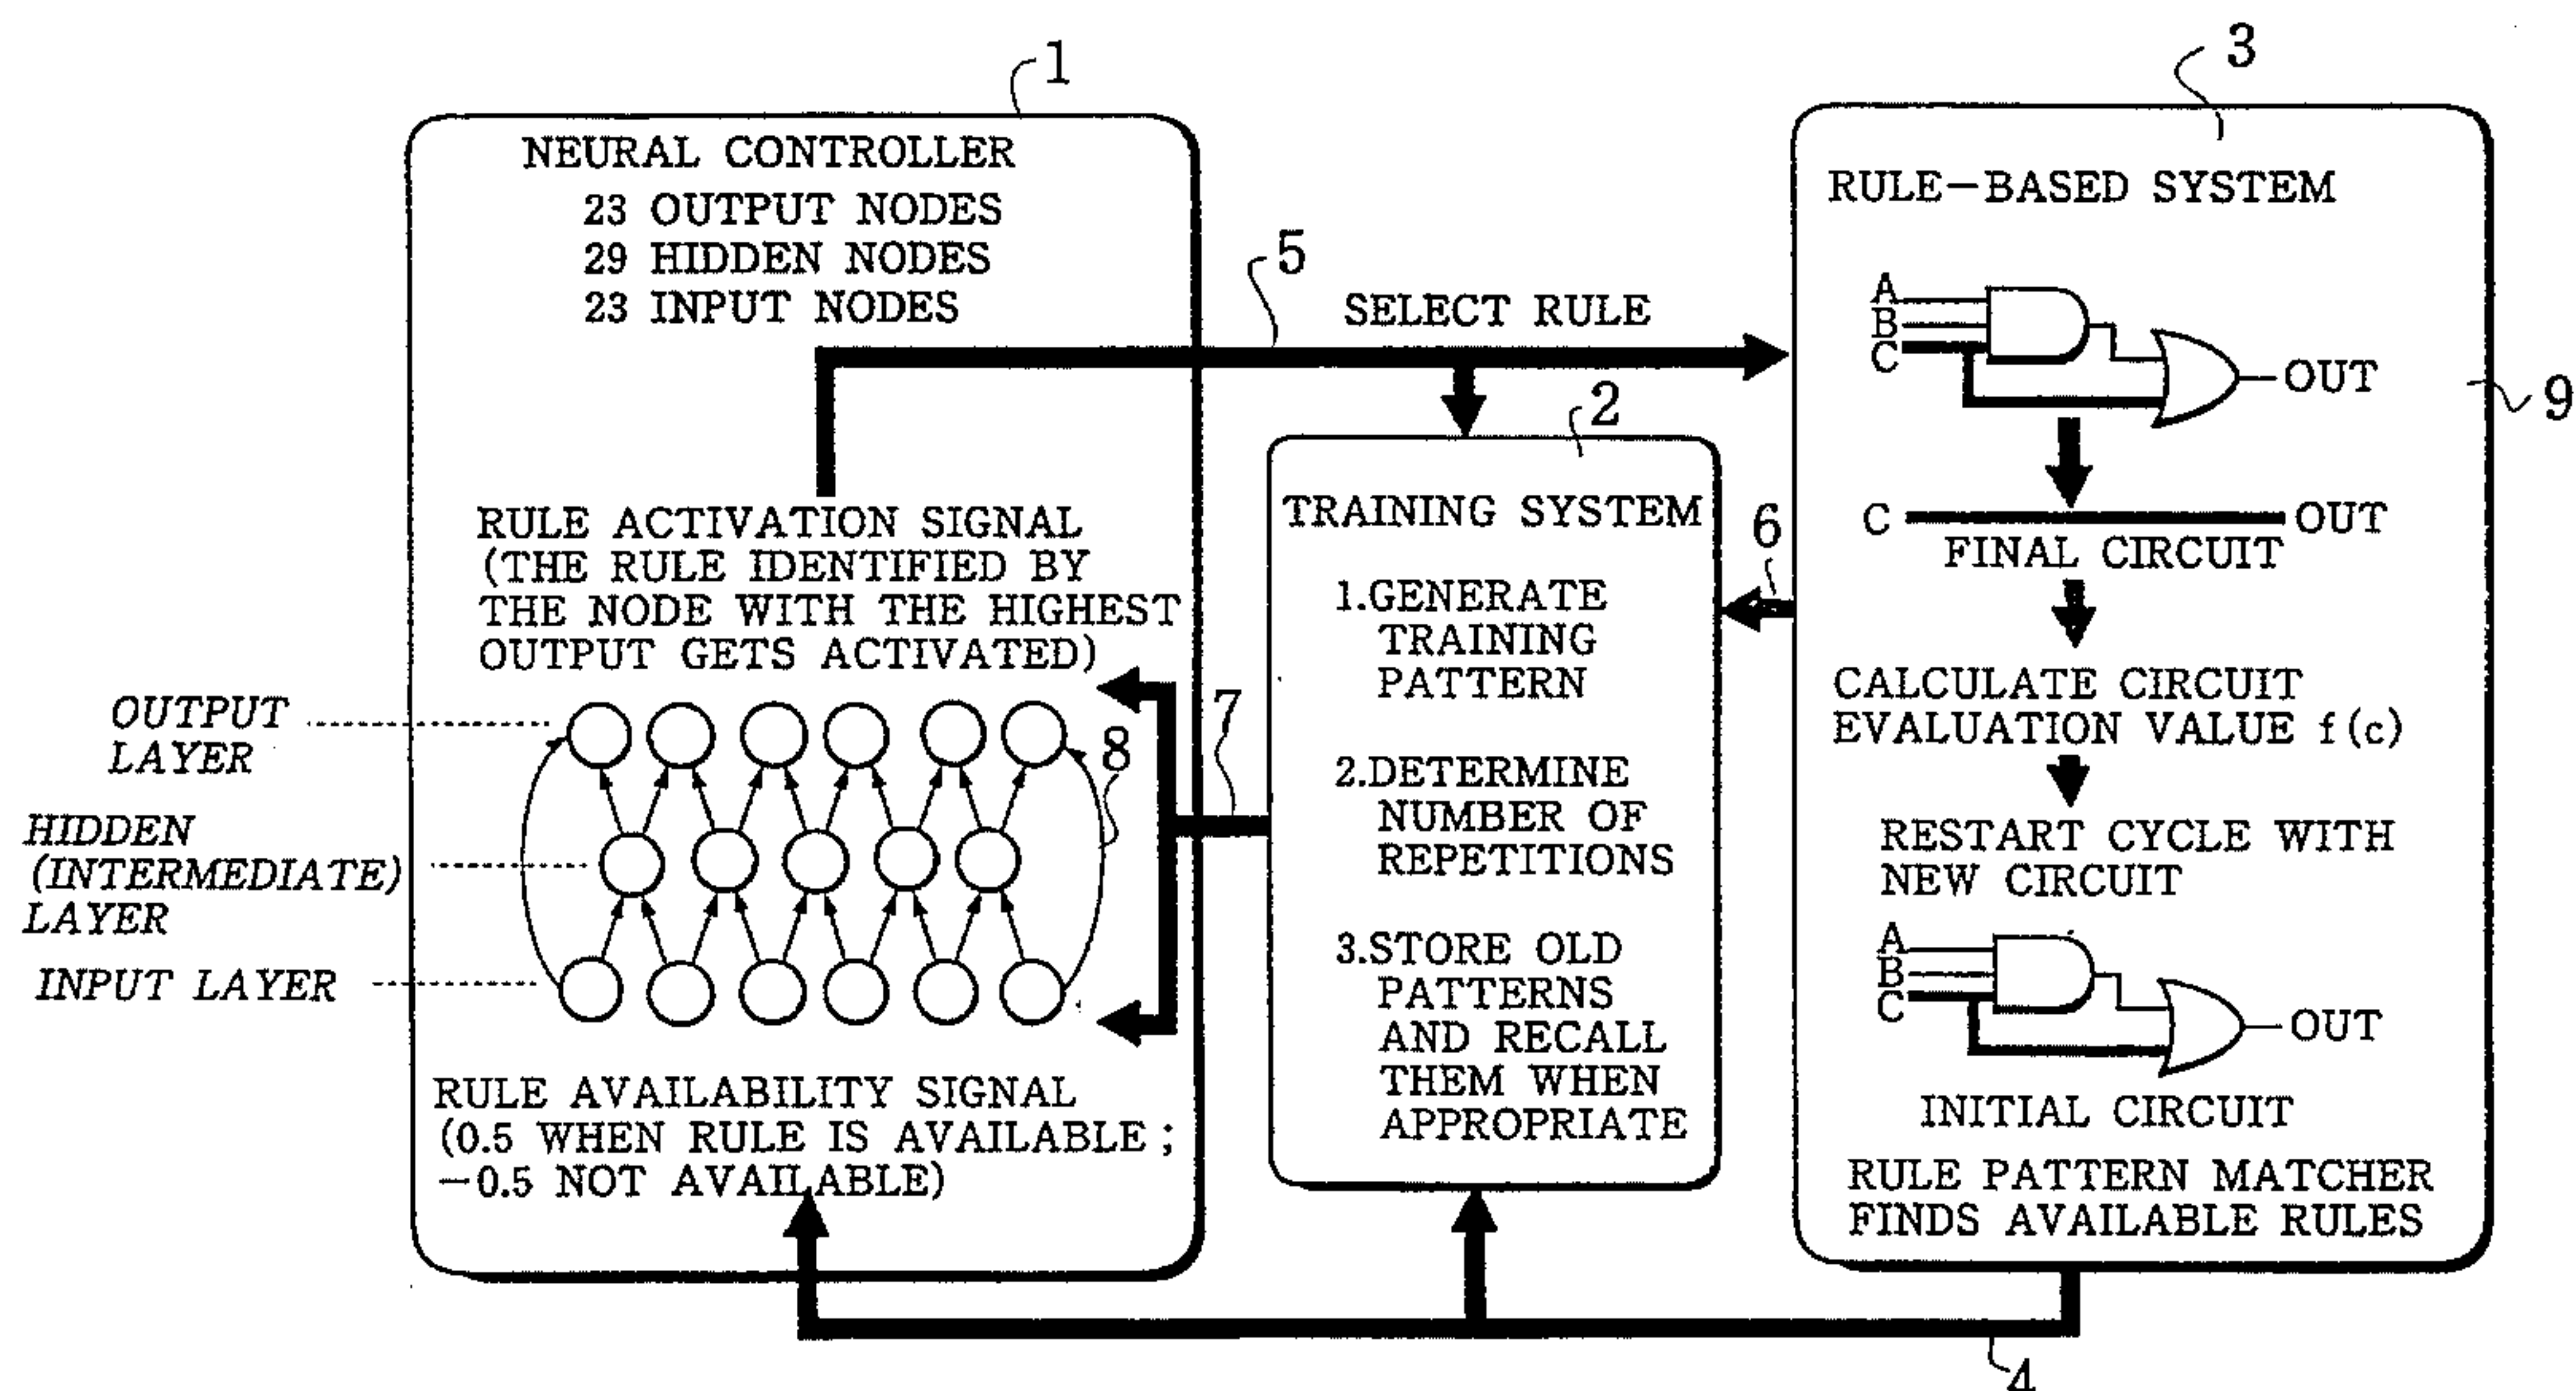 1
NEURAL CONTROLLER
23 OUTPUT NODES
29 HIDDEN NODES
23 INPUT NODES
RULE ACTIVATION SIGNAL
(THE RULE IDENTIFIED BY
THE NODE WITH THE HIGHEST
OUTPUT GETS ACTIVATED)
OUTPUT
LAYER
HIDDEN
(INTERMEDIATE)
LAYER
INPUT LAYER
8
RULE AVAILABILITY SIGNAL
(0.5 WHEN RULE IS AVAILABLE;
-0.5 NOT AVAILABLE)
5
SELECT RULE
7
2
TRAINING SYSTEM
1.GENERATE
TRAINING
PATTERN
2.DETERMINE
NUMBER OF
REPETITIONS
3.STORE OLD
PATTERNS
AND RECALL
THEM WHEN
APPROPRIATE
6
3
RULE-BASED SYSTEM
A
B
C
OUT
9
C OUT
FINAL CIRCUIT
CALCULATE CIRCUIT
EVALUATION VALUE f(c)
RESTART CYCLE WITH
NEW CIRCUIT
A
B
C
OUT
INITIAL CIRCUIT
RULE PATTERN MATCHER
FINDS AVAILABLE RULES
4